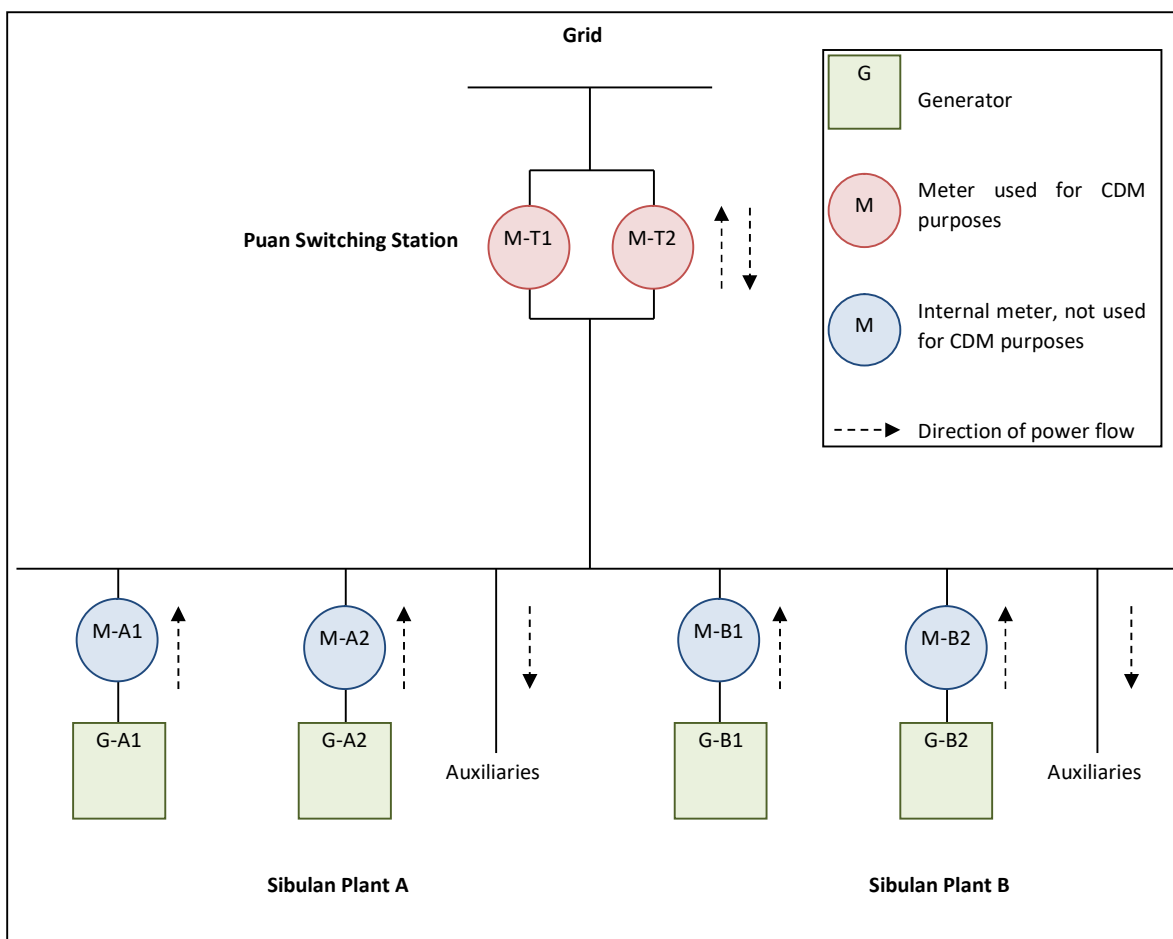 Grid
G
Generator
M
Meter used for CDM
purposes
M-T1
M-T2
Puan Switching Station
M
Internal meter, not used
for CDM purposes
Direction of power flow
M-A1
M-A2
M-B1
M-B2
G-A1
G-A2
Auxiliaries
G-B1
G-B2
Auxiliaries
Sibulan Plant A
Sibulan Plant B